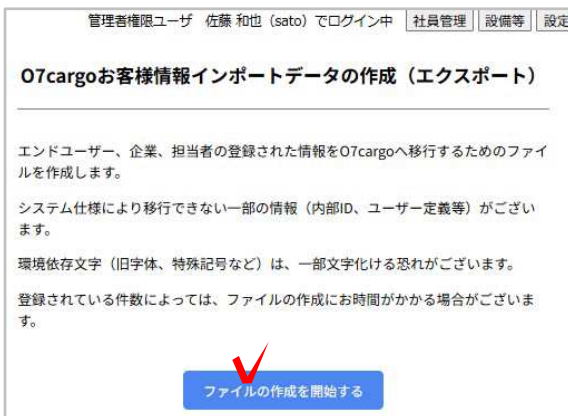 管理者権限ユーザ 佐藤 和也（sato）でログイン中 社員管理 設備等 設定
O7cargoお客様情報インポートデータの作成（エクスポート）
エンドユーザー、企業、担当者の登録された情報をO7cargoへ移行するためのファイ
ルを作成します。
システム仕様により移行できない一部の情報（内部ID、ユーザー定義等）がござい
ます。
環境依存文字（旧字体、特殊記号など）は、一部文字化ける恐れがございます。
登録されている件数によっては、ファイルの作成にお時間がかかる場合がございま
す。
ファイルの作成を開始する